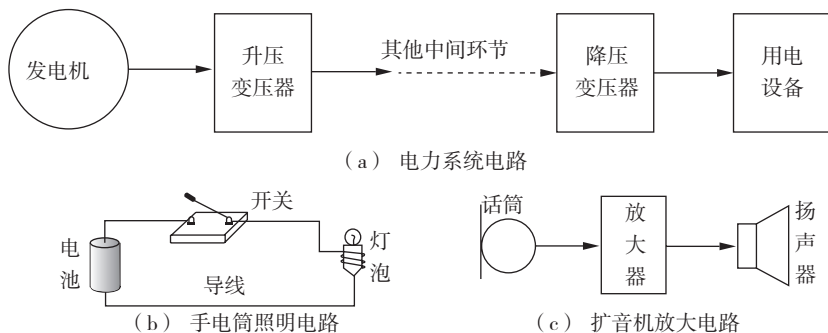 发电机
升压
变压器
其他中间环节
降压
变压器
用电
设备
(a) 电力系统电路
开关
电池
灯泡
导线
(b) 手电筒照明电路
话筒
放大器
扬声器
(c) 扩音机放大电路